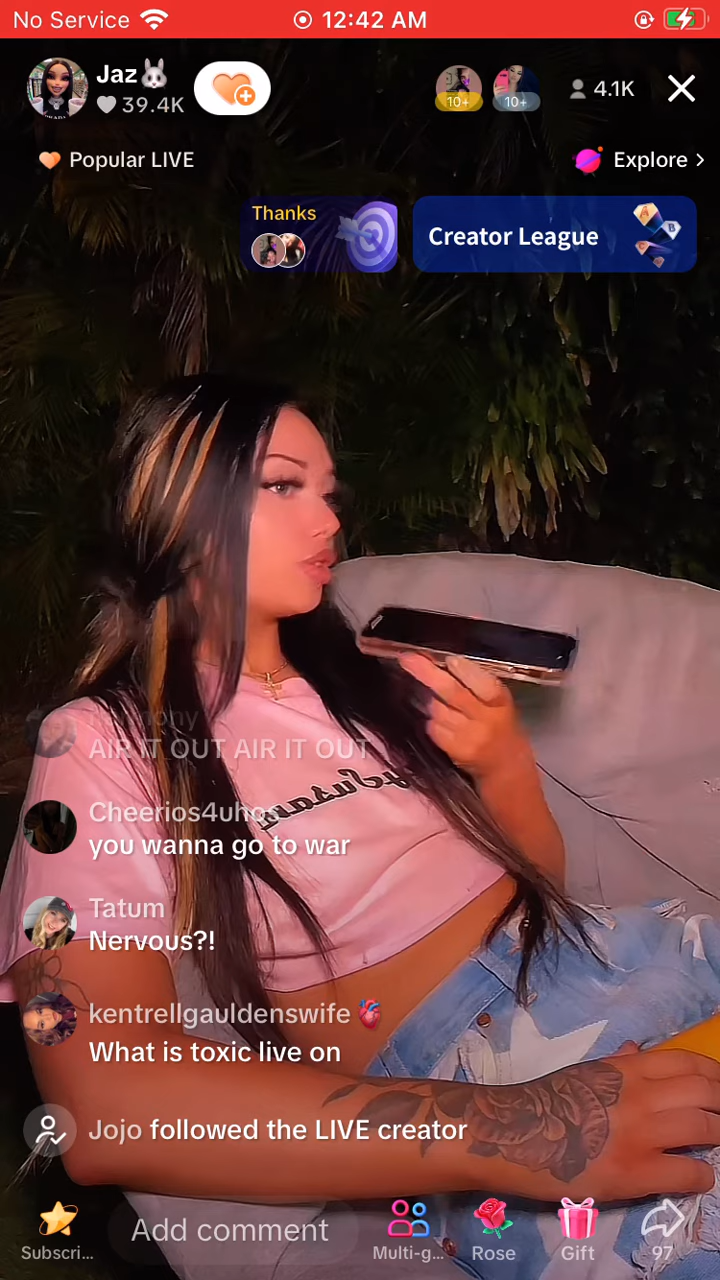 No Service 12:42 AM
Jaz🐰
39.4K
10+ 10+
4.1K
Popular LIVE
Explore >
Thanks
Creator League
AIR IT OUT AIR IT OUT
Cheerios4uhos
you wanna go to war
Tatum
Nervous?!
kentrellgauldenswife 🫀
What is toxic live on
Jojo followed the LIVE creator
Subscri...
Add comment
Multi-g...
Rose
Gift
97